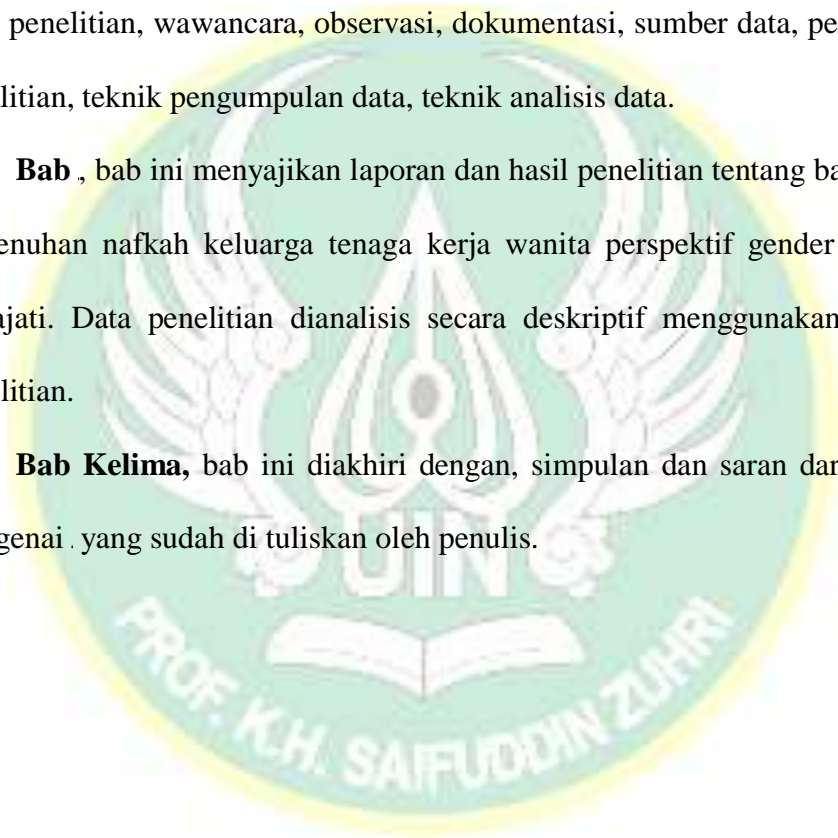 penelitian, wawancara, observasi, dokumentasi, sumber data, pe
litian, teknik pengumpulan data, teknik analisis data.
Bab , bab ini menyajikan laporan dan hasil penelitian tentang ba
enuhan nafkah keluarga tenaga kerja wanita perspektif gender
ajati. Data penelitian dianalisis secara deskriptif menggunakan
litian.
Bab Kelima, bab ini diakhiri dengan, simpulan dan saran dar
genai . yang sudah di tuliskan oleh penulis.
UIN
PROF. K.H. SAIFUDDIN ZUHRI